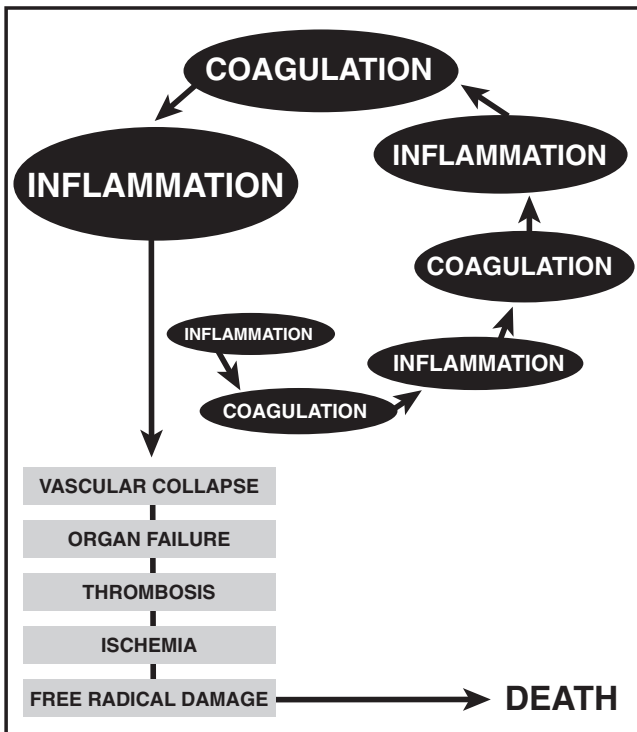 COAGULATION
INFLAMMATION
INFLAMMATION
COAGULATION
INFLAMMATION
INFLAMMATION
COAGULATION
VASCULAR COLLAPSE
ORGAN FAILURE
THROMBOSIS
ISCHEMIA
FREE RADICAL DAMAGE
DEATH